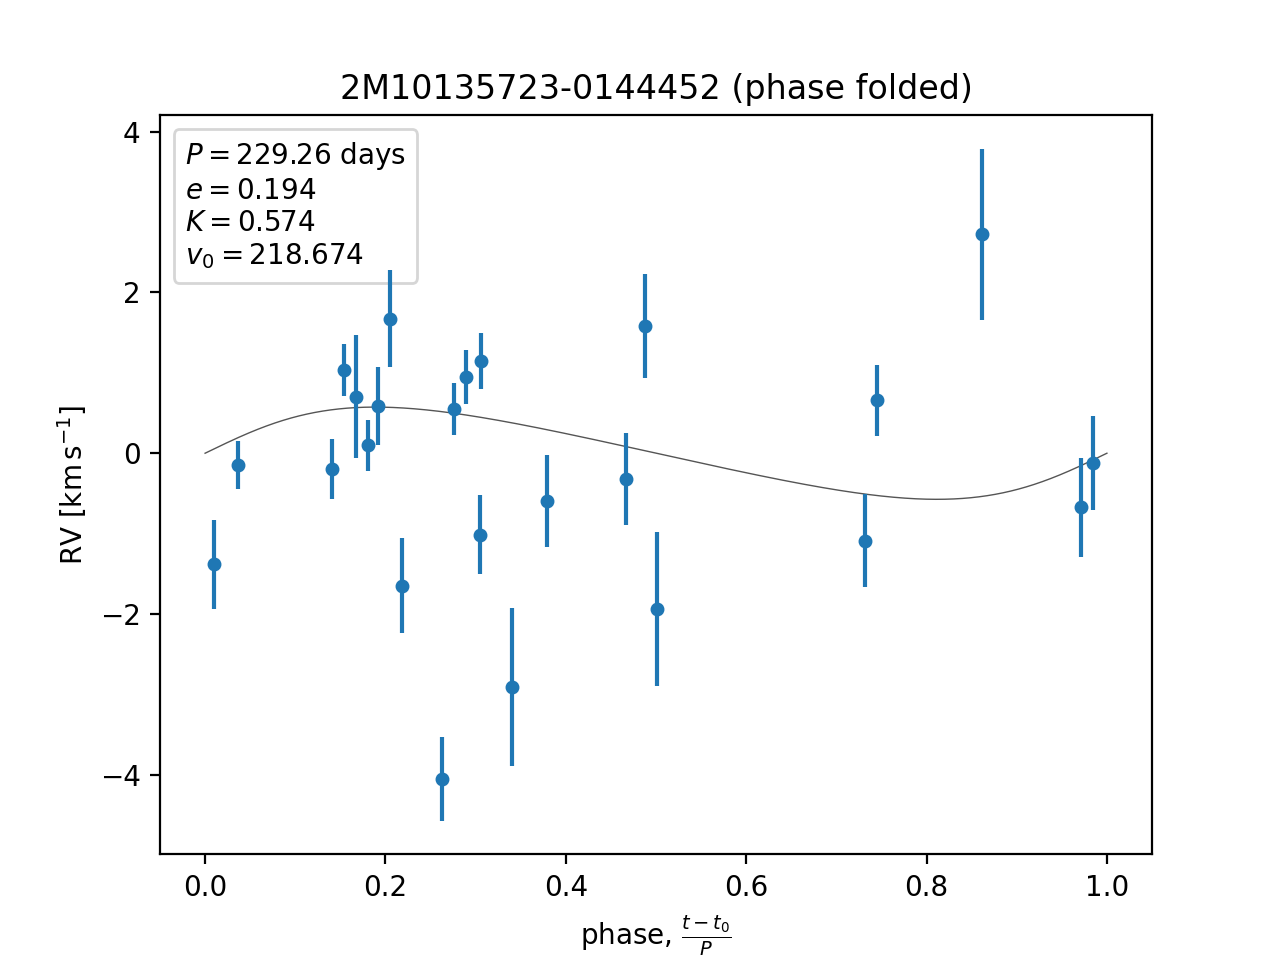 2M10135723-0144452 (phase folded)
P = 229.26 days
e = 0.194
K = 0.574
v₀ = 218.674
4
2
0
−2
−4
RV [km s⁻¹]
0.0 0.2 0.4 0.6 0.8 1.0
phase, (t − t₀)/P